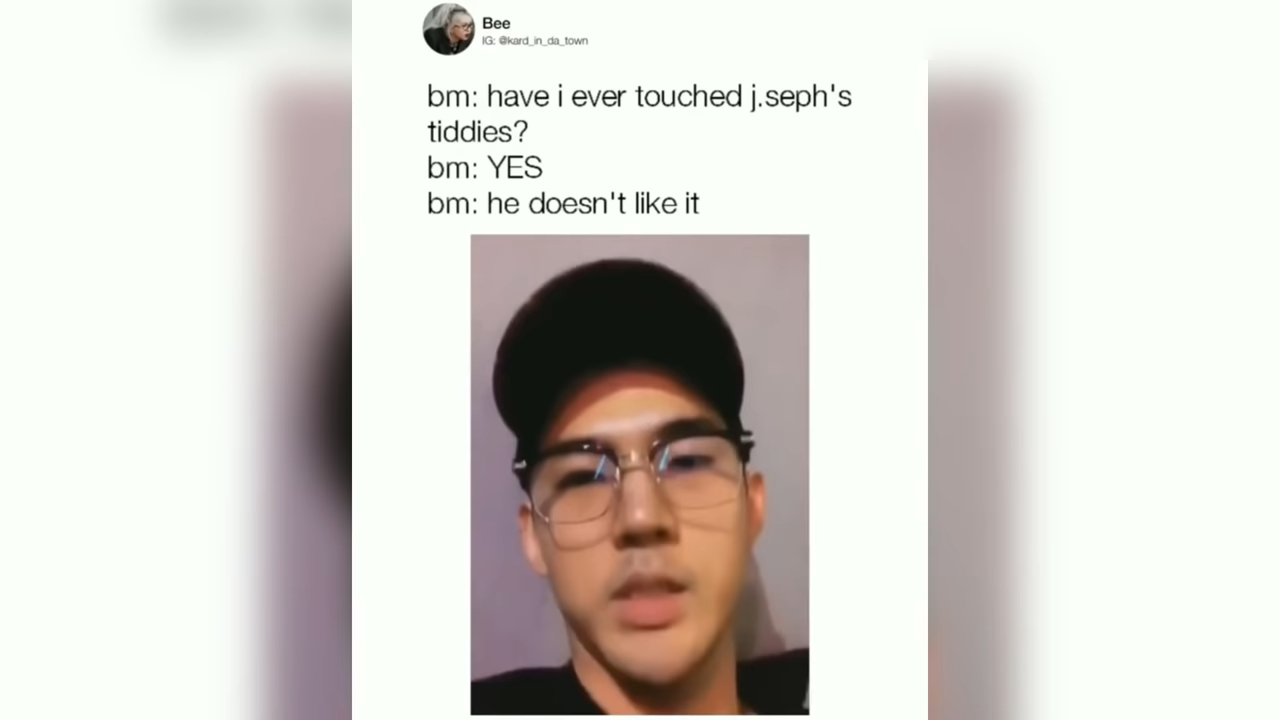 Bee
IG: @kard_in_da_town
bm: have i ever touched j.seph's
tiddies?
bm: YES
bm: he doesn't like it